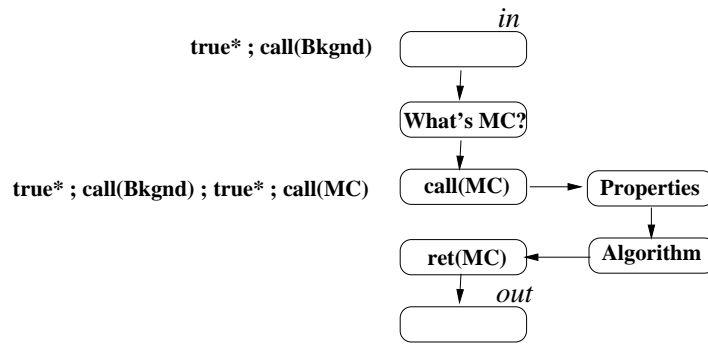 in
true* ; call(Bkgnd)
What's MC?
true* ; call(Bkgnd) ; true* ; call(MC)
call(MC)
Properties
ret(MC)
Algorithm
out